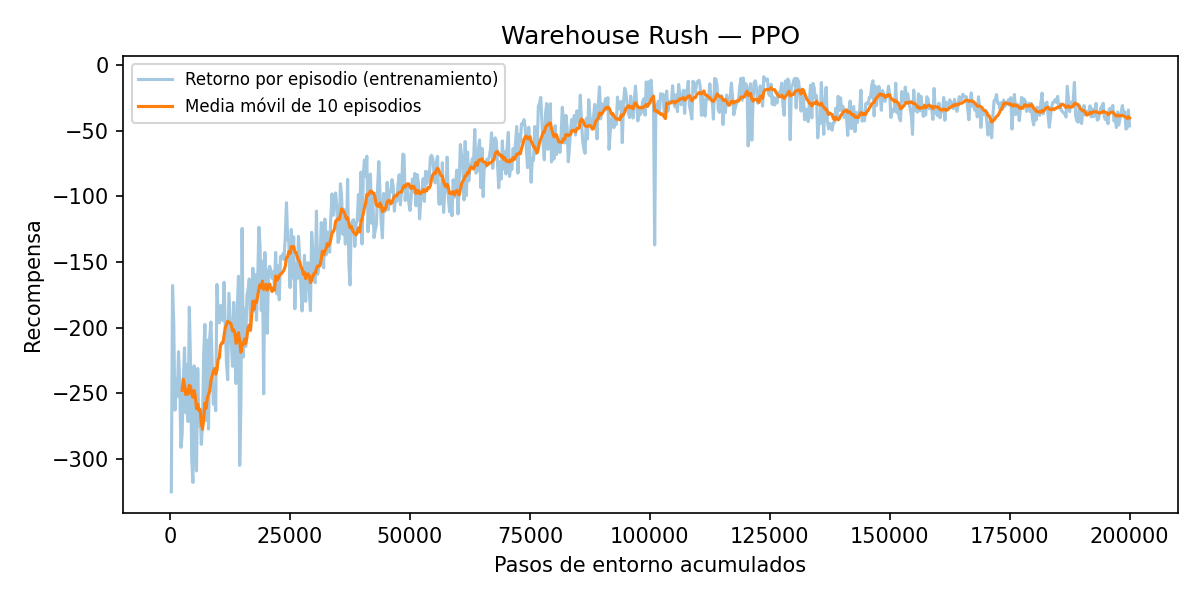 Warehouse Rush — PPO
Retorno por episodio (entrenamiento)
Media móvil de 10 episodios
Recompensa
0
−50
−100
−150
−200
−250
−300
0 25000 50000 75000 100000 125000 150000 175000 200000
Pasos de entorno acumulados